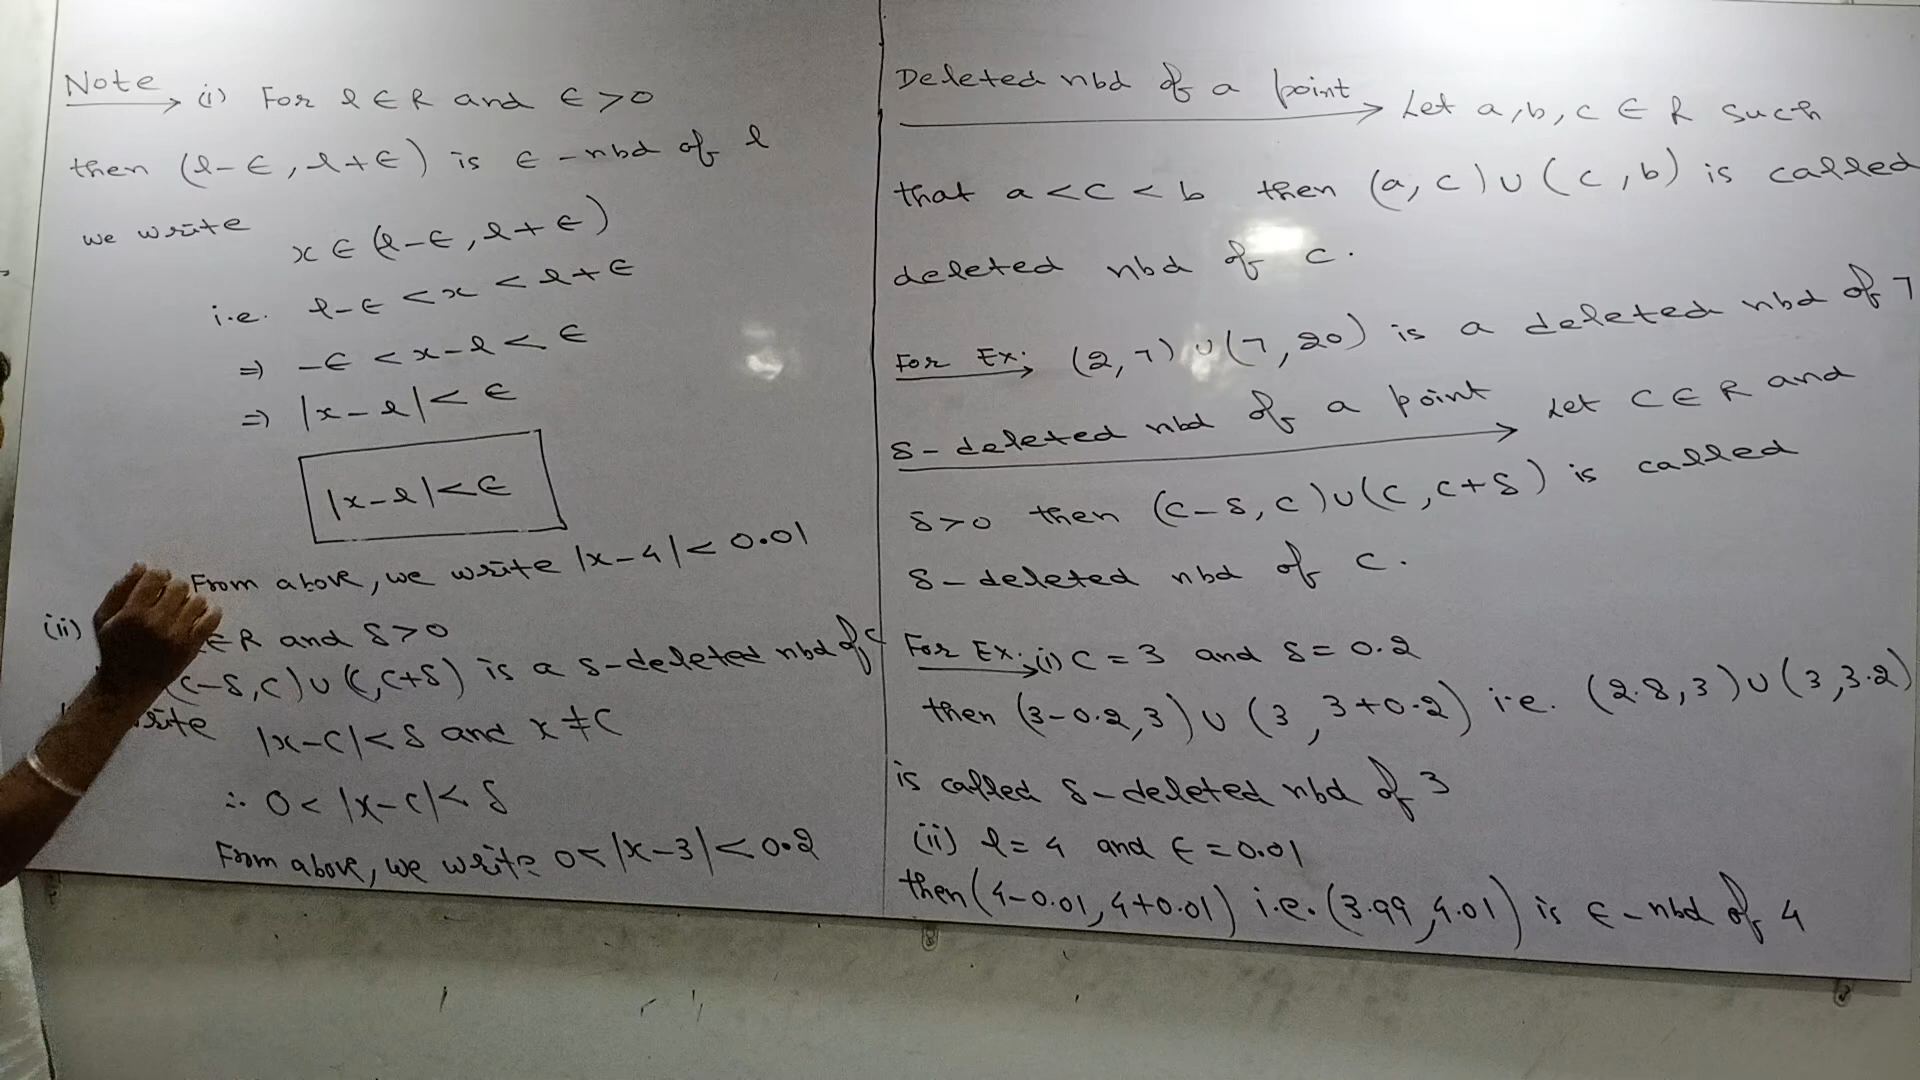 Note → (i) For l ∈ R and ϵ > 0
then (l-ϵ, l+ϵ) is ϵ-nbd of l
we write
x ∈ (l-ϵ, l+ϵ)
i.e. l-ϵ < x < l+ϵ
⇒ -ϵ < x-l < ϵ
⇒ |x-l| < ϵ
|x-l| < ϵ
From above, we write |x-4| < 0.01
(ii) ∈ R and δ > 0
(c-δ, c) ∪ (c, c+δ) is a δ-deleted nbd of c
|x-c| < δ and x ≠ c
∴ 0 < |x-c| < δ
From above, we write 0 < |x-3| < 0.2
Deleted nbd of a point → Let a, b, c ∈ R such
that a < c < b then (a, c) ∪ (c, b) is called
deleted nbd of c.
For Ex: → (2, 7) ∪ (7, 20) is a deleted nbd of 7
δ-deleted nbd of a point → Let c ∈ R and
δ > 0 then (c-δ, c) ∪ (c, c+δ) is called
δ-deleted nbd of c.
For Ex: → (i) c = 3 and δ = 0.2
then (3-0.2, 3) ∪ (3, 3+0.2) i.e. (2.8, 3) ∪ (3, 3.2)
is called δ-deleted nbd of 3
(ii) l = 4 and ϵ = 0.01
then (4-0.01, 4+0.01) i.e. (3.99, 4.01) is ϵ-nbd of 4